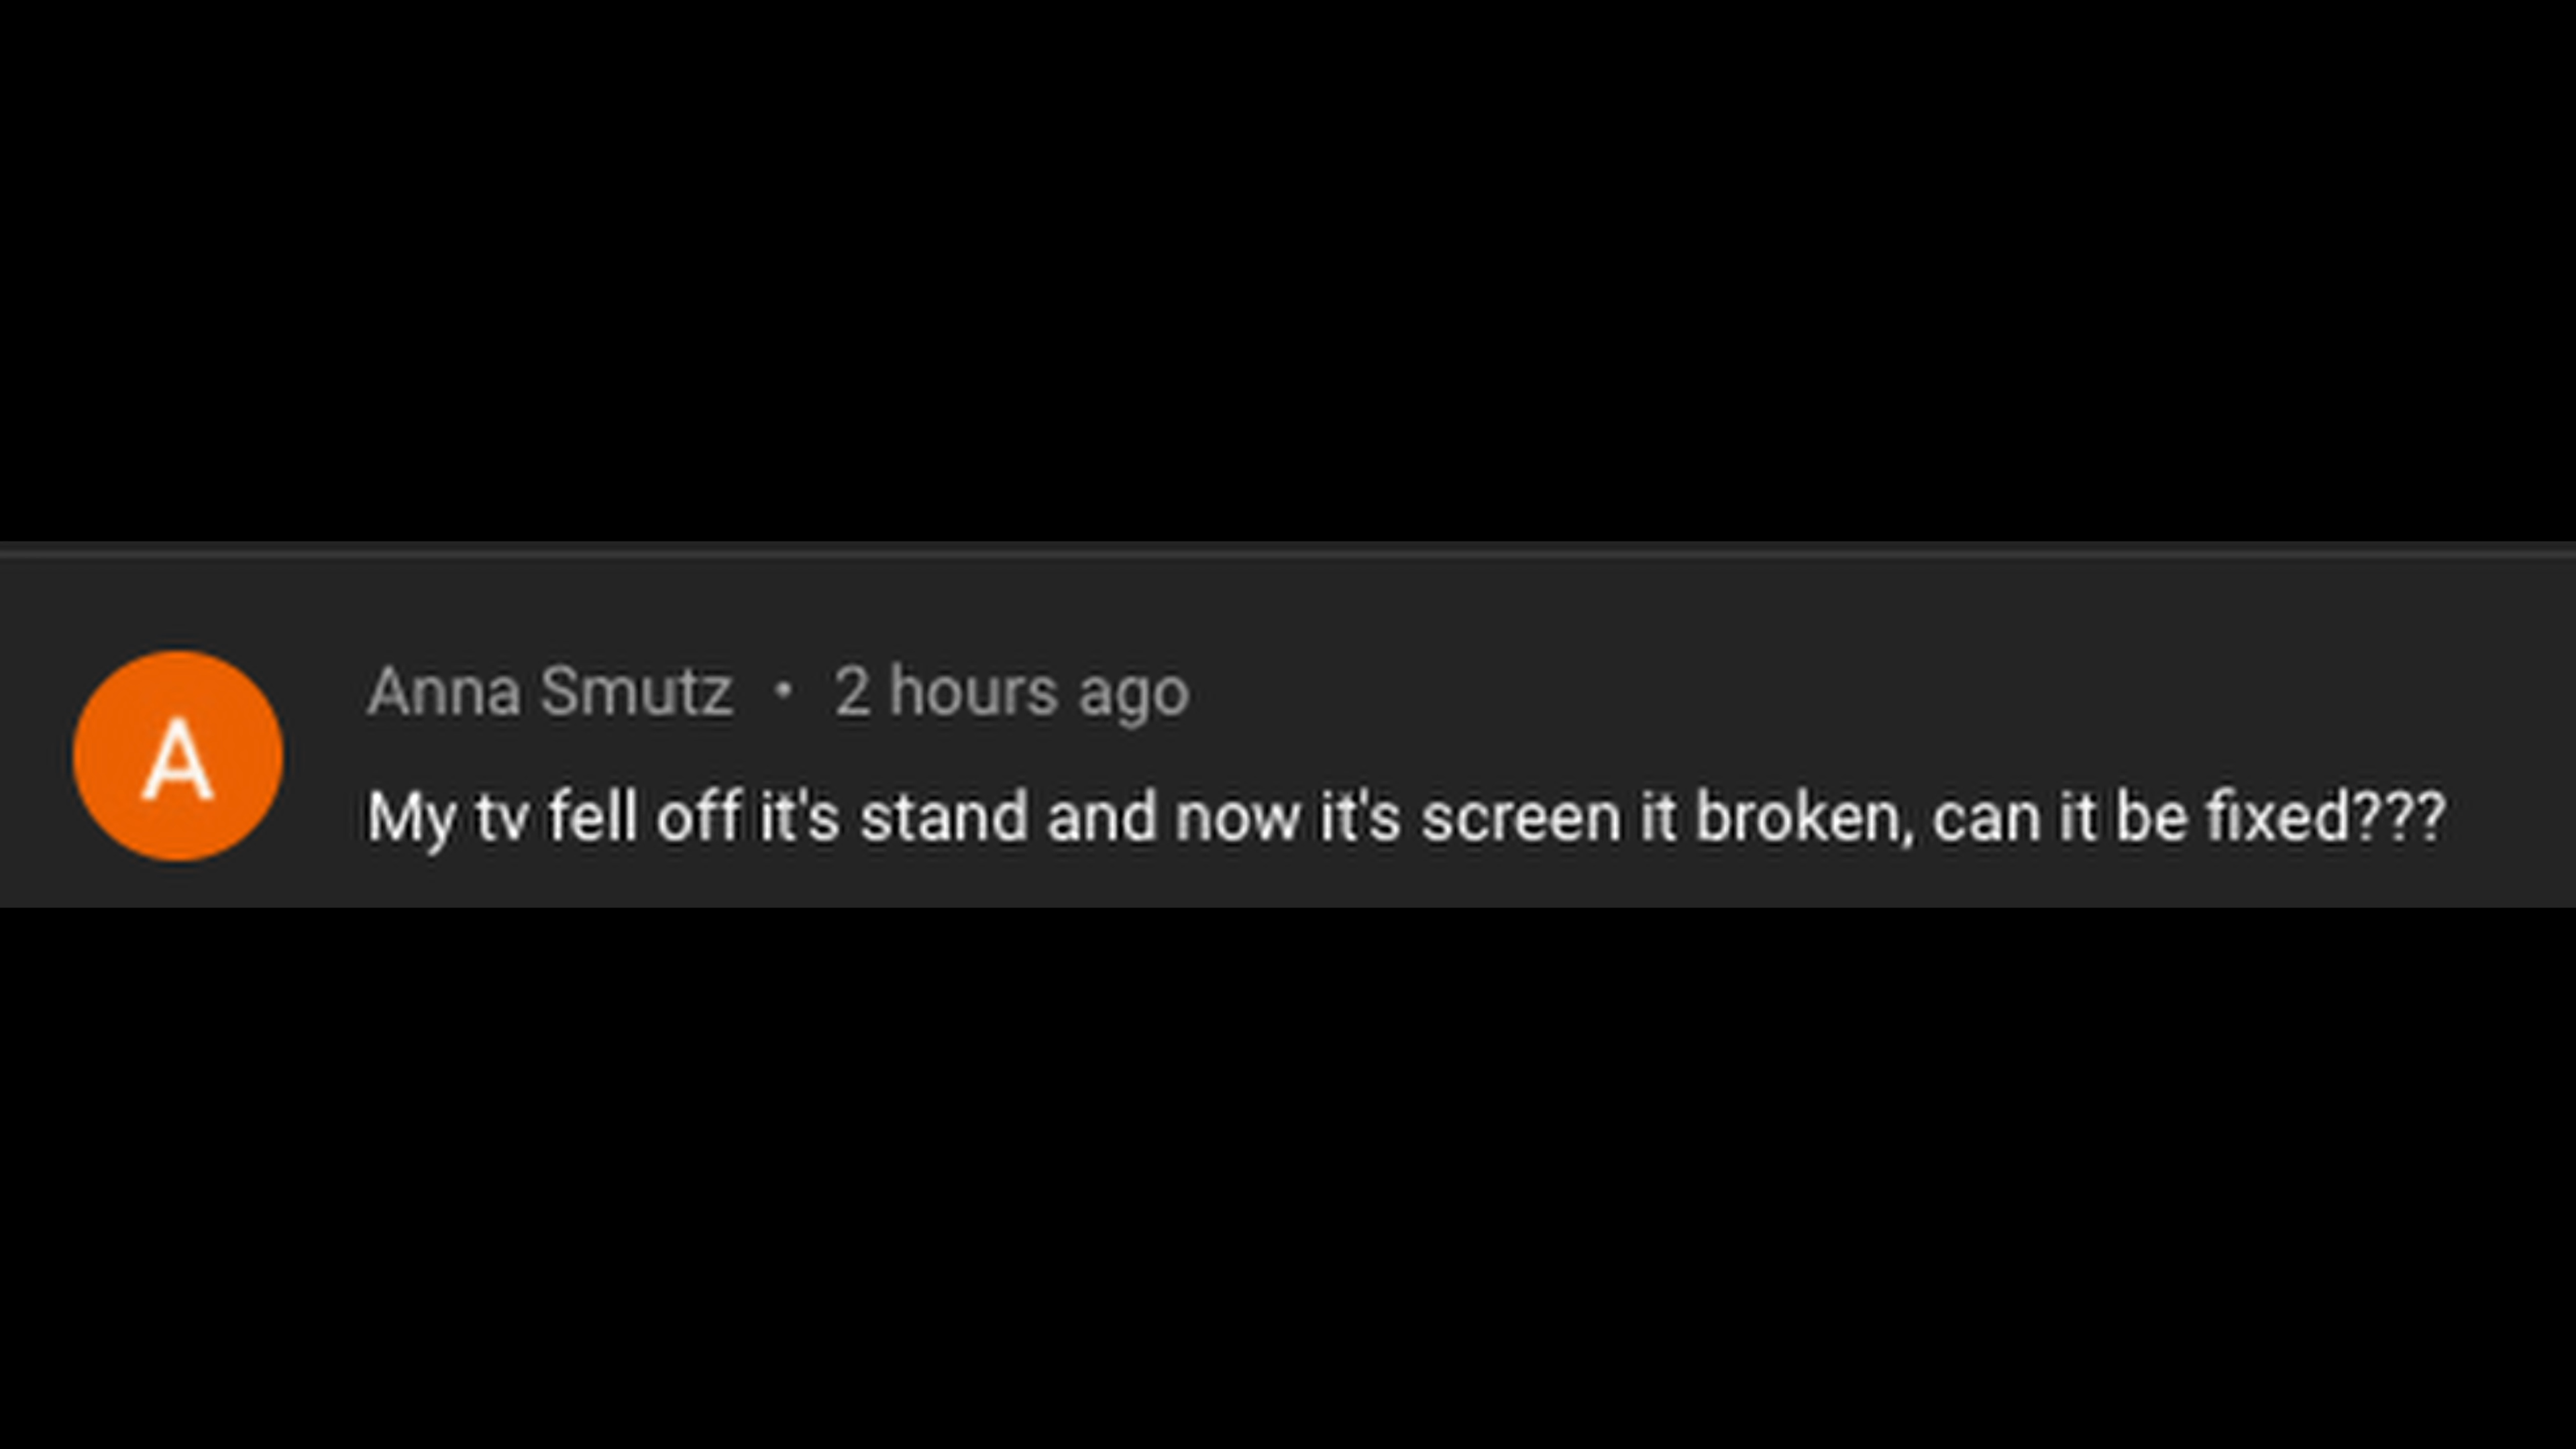 A
Anna Smutz • 2 hours ago
My tv fell off it's stand and now it's screen it broken, can it be fixed???